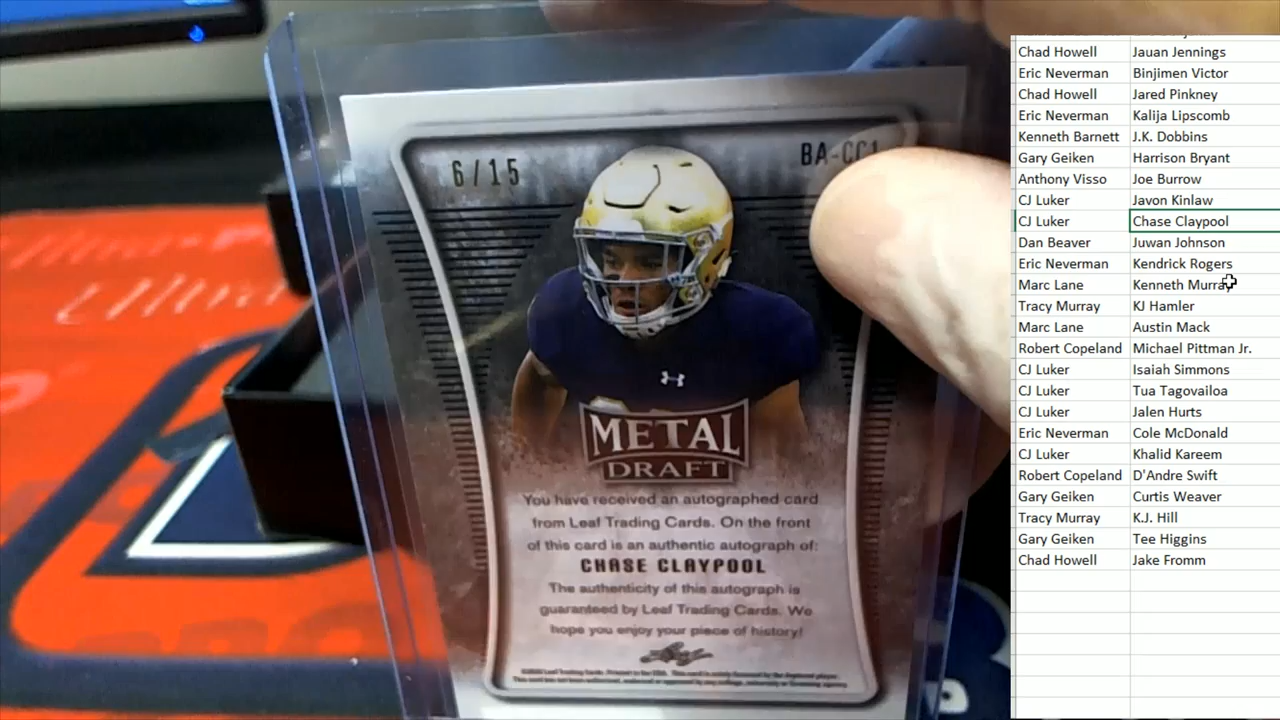 6/15
BA-CC1
METAL
DRAFT
You have received an autographed card
from Leaf Trading Cards. On the front
of this card is an authentic autograph of:
CHASE CLAYPOOL
The authenticity of this autograph is
guaranteed by Leaf Trading Cards. We
hope you enjoy your piece of history!
Leaf
Ultra
Chad Howell Jauan Jennings
Eric Neverman Binjimen Victor
Chad Howell Jared Pinkney
Eric Neverman Kalija Lipscomb
Kenneth Barnett J.K. Dobbins
Gary Geiken Harrison Bryant
Anthony Visso Joe Burrow
CJ Luker Javon Kinlaw
CJ Luker Chase Claypool
Dan Beaver Juwan Johnson
Eric Neverman Kendrick Rogers
Marc Lane Kenneth Murray
Tracy Murray KJ Hamler
Marc Lane Austin Mack
Robert Copeland Michael Pittman Jr.
CJ Luker Isaiah Simmons
CJ Luker Tua Tagovailoa
CJ Luker Jalen Hurts
Eric Neverman Cole McDonald
CJ Luker Khalid Kareem
Robert Copeland D'Andre Swift
Gary Geiken Curtis Weaver
Tracy Murray K.J. Hill
Gary Geiken Tee Higgins
Chad Howell Jake Fromm